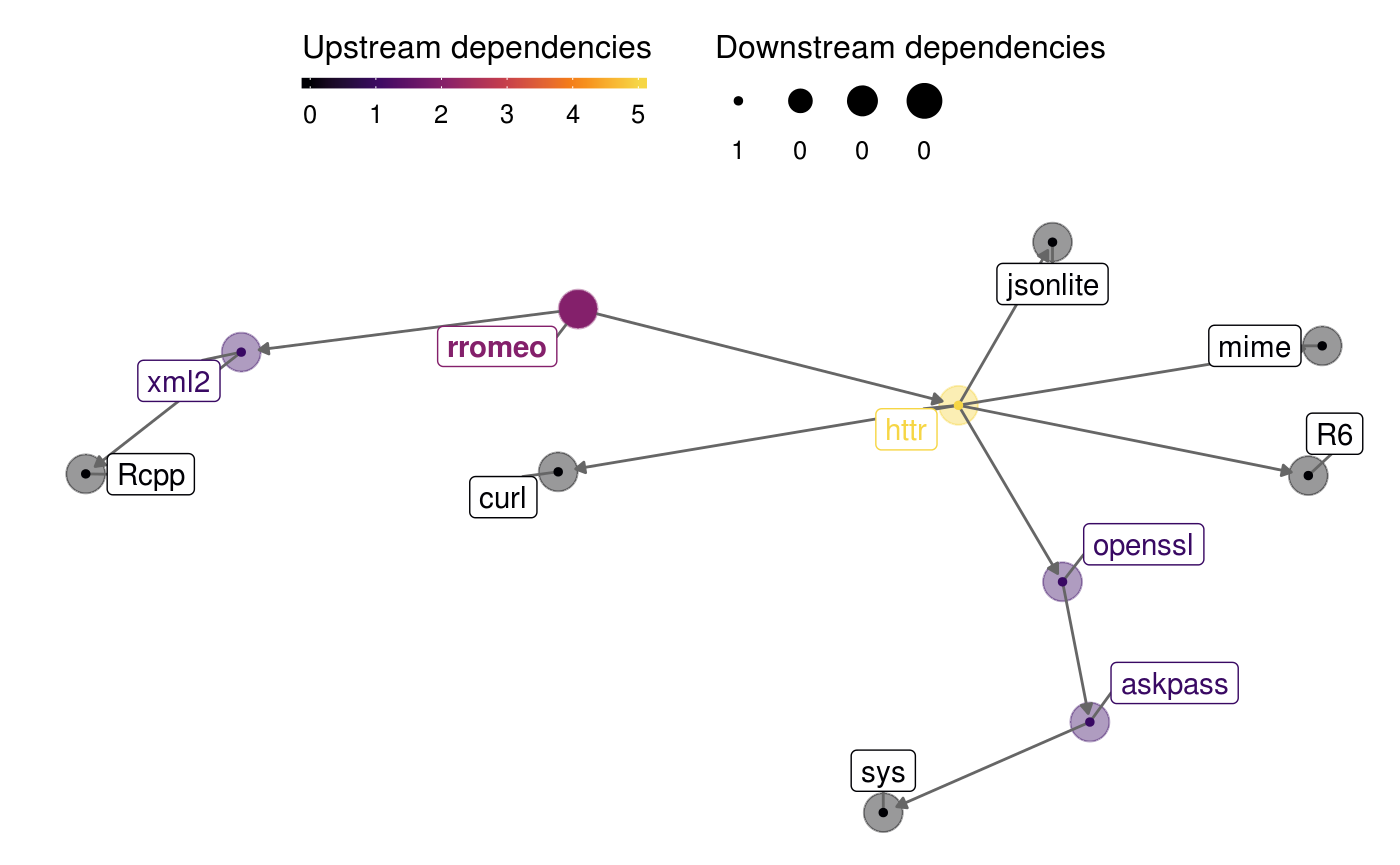 Upstream dependencies
0 1 2 3 4 5
Downstream dependencies
1 0 0 0
jsonlite
mime
rromeo
xml2
httr
R6
Rcpp
curl
openssl
askpass
sys